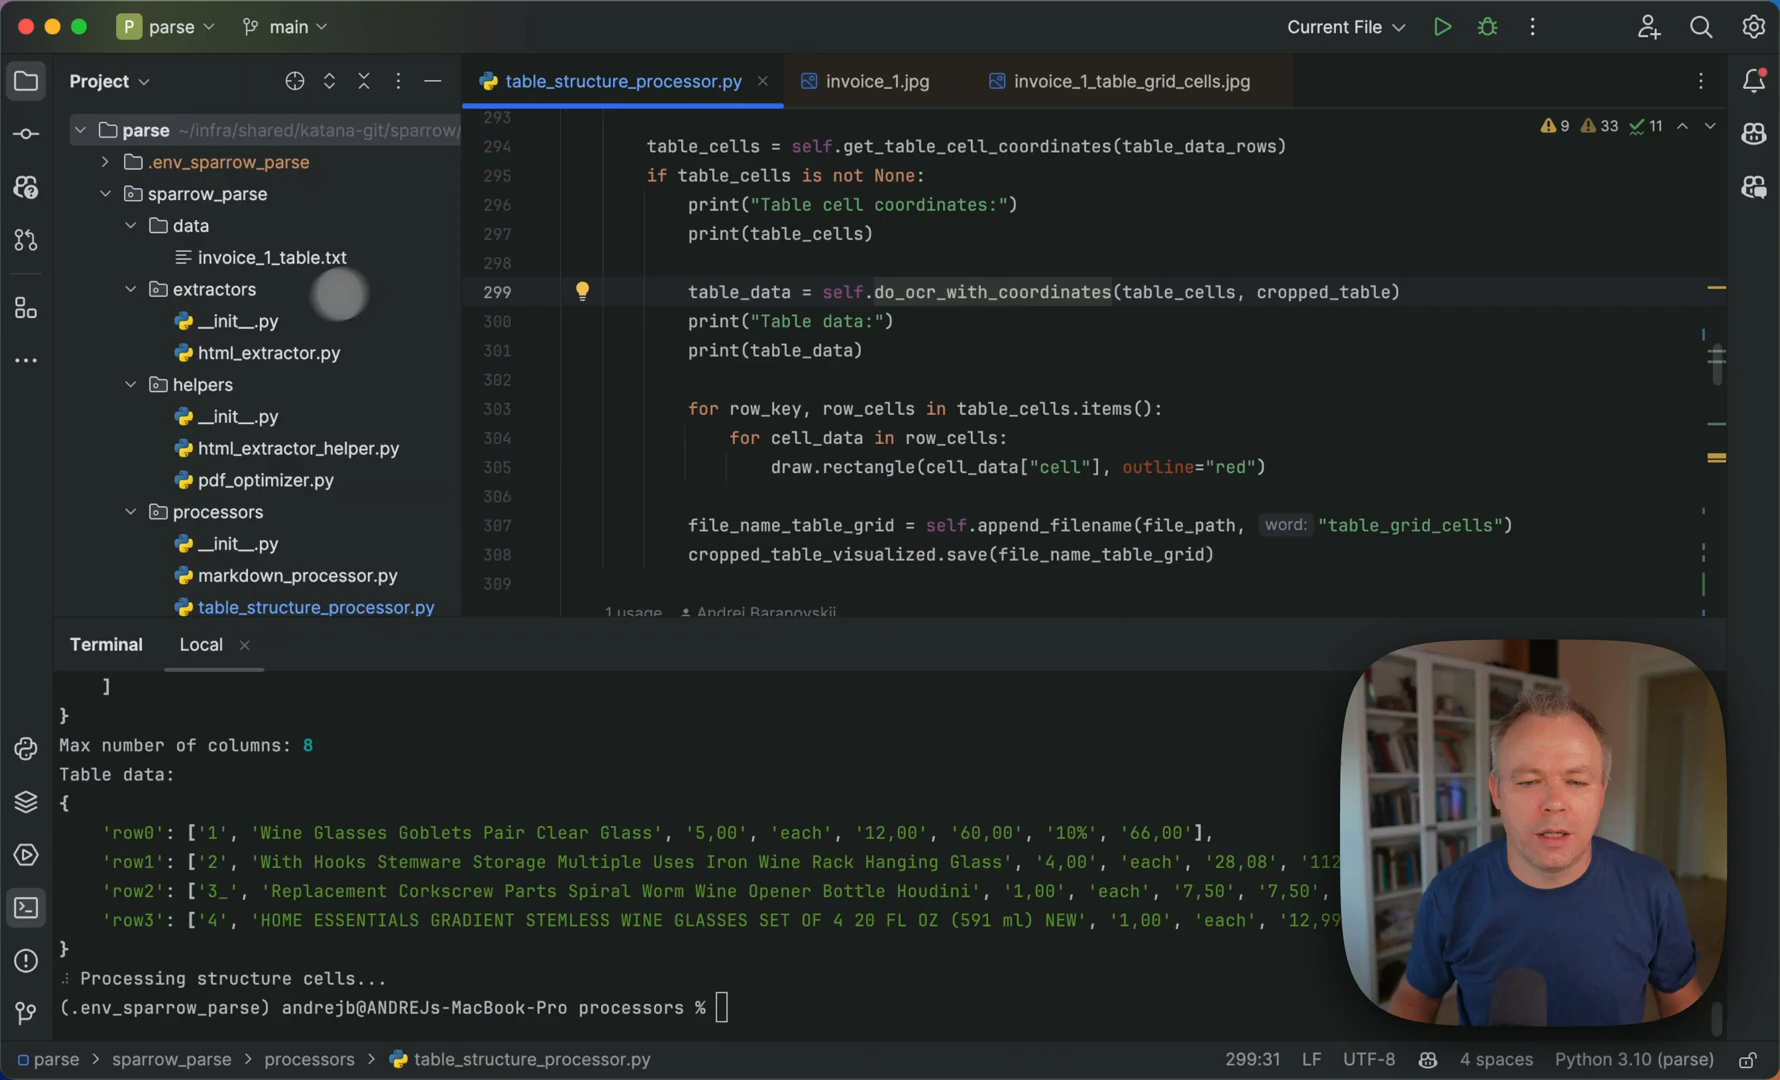 P parse main Current File
Project
table_structure_processor.py invoice_1.jpg invoice_1_table_grid_cells.jpg
parse ~/infra/shared/katana-git/sparrow/
.env_sparrow_parse
sparrow_parse
data
invoice_1_table.txt
extractors
__init__.py
html_extractor.py
helpers
__init__.py
html_extractor_helper.py
pdf_optimizer.py
processors
__init__.py
markdown_processor.py
table_structure_processor.py
9 33 11
293
294 table_cells = self.get_table_cell_coordinates(table_data_rows)
295 if table_cells is not None:
296 print("Table cell coordinates:")
297 print(table_cells)
298
299 table_data = self.do_ocr_with_coordinates(table_cells, cropped_table)
300 print("Table data:")
301 print(table_data)
302
303 for row_key, row_cells in table_cells.items():
304 for cell_data in row_cells:
305 draw.rectangle(cell_data["cell"], outline="red")
306
307 file_name_table_grid = self.append_filename(file_path, word: "table_grid_cells")
308 cropped_table_visualized.save(file_name_table_grid)
309
1 usage Andrej Baranovskij
Terminal Local
]
}
Max number of columns: 8
Table data:
{
'row0': ['1', 'Wine Glasses Goblets Pair Clear Glass', '5,00', 'each', '12,00', '60,00', '10%', '66,00'],
'row1': ['2', 'With Hooks Stemware Storage Multiple Uses Iron Wine Rack Hanging Glass', '4,00', 'each', '28,08', '112
'row2': ['3_', 'Replacement Corkscrew Parts Spiral Worm Wine Opener Bottle Houdini', '1,00', 'each', '7,50', '7,50',
'row3': ['4', 'HOME ESSENTIALS GRADIENT STEMLESS WINE GLASSES SET OF 4 20 FL OZ (591 ml) NEW', '1,00', 'each', '12,99
}
Processing structure cells...
(.env_sparrow_parse) andrejb@ANDREJs-MacBook-Pro processors %
parse > sparrow_parse > processors > table_structure_processor.py 299:31 LF UTF-8 4 spaces Python 3.10 (parse)